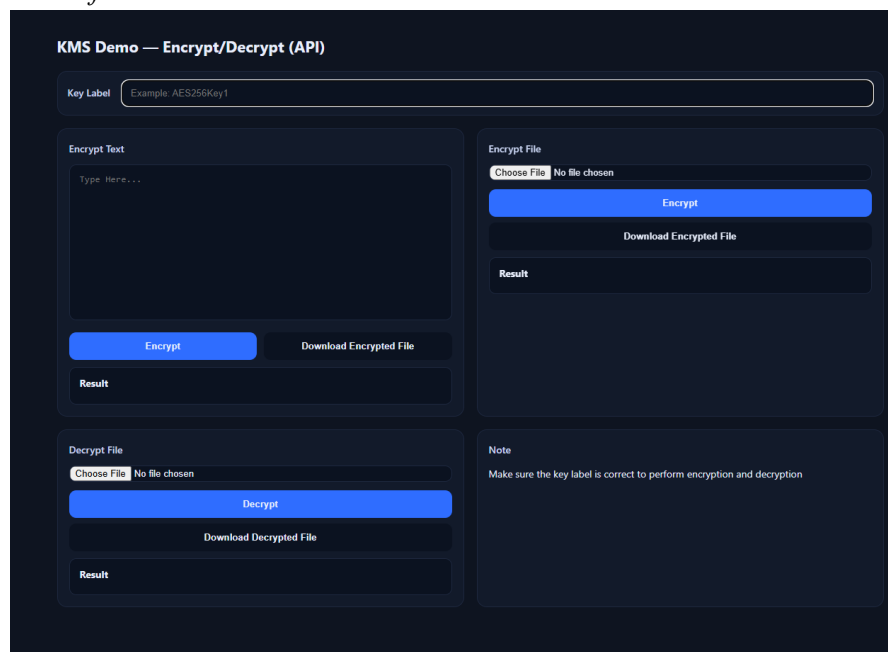 KMS Demo — Encrypt/Decrypt (API)
Key Label
Example: AES256Key1
Encrypt Text
Type Here...
Encrypt
Download Encrypted File
Result
Encrypt File
Choose File No file chosen
Encrypt
Download Encrypted File
Result
Decrypt File
Choose File No file chosen
Decrypt
Download Decrypted File
Result
Note
Make sure the key label is correct to perform encryption and decryption